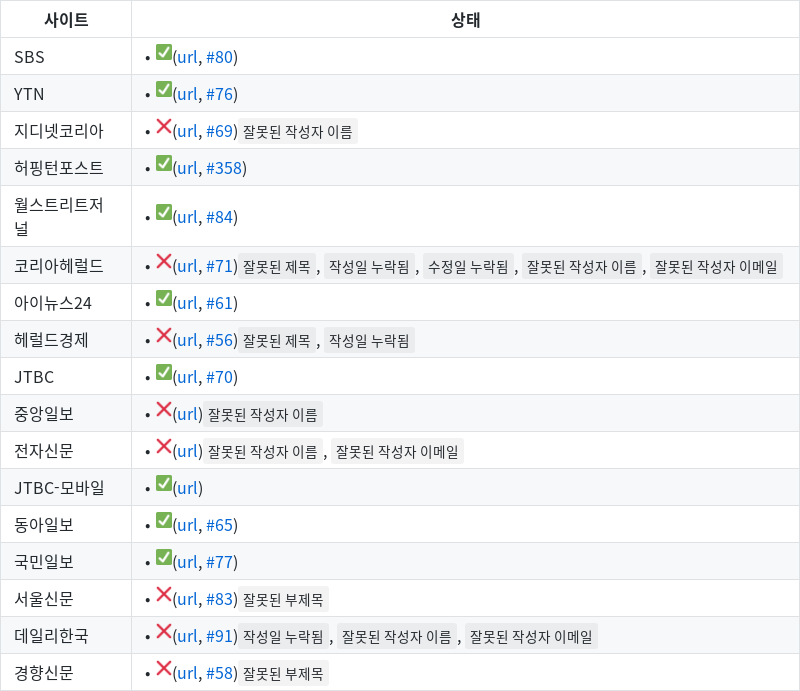 사이트 상태
SBS • ✅(url, #80)
YTN • ✅(url, #76)
지디넷코리아 • ❌(url, #69) 잘못된 작성자 이름
허핑턴포스트 • ✅(url, #358)
월스트리트저
널 • ✅(url, #84)
코리아헤럴드 • ❌(url, #71) 잘못된 제목 , 작성일 누락됨 , 수정일 누락됨 , 잘못된 작성자 이름 , 잘못된 작성자 이메일
아이뉴스24 • ✅(url, #61)
헤럴드경제 • ❌(url, #56) 잘못된 제목 , 작성일 누락됨
JTBC • ✅(url, #70)
중앙일보 • ❌(url) 잘못된 작성자 이름
전자신문 • ❌(url) 잘못된 작성자 이름 , 잘못된 작성자 이메일
JTBC-모바일 • ✅(url)
동아일보 • ✅(url, #65)
국민일보 • ✅(url, #77)
서울신문 • ❌(url, #83) 잘못된 부제목
데일리한국 • ❌(url, #91) 작성일 누락됨 , 잘못된 작성자 이름 , 잘못된 작성자 이메일
경향신문 • ❌(url, #58) 잘못된 부제목